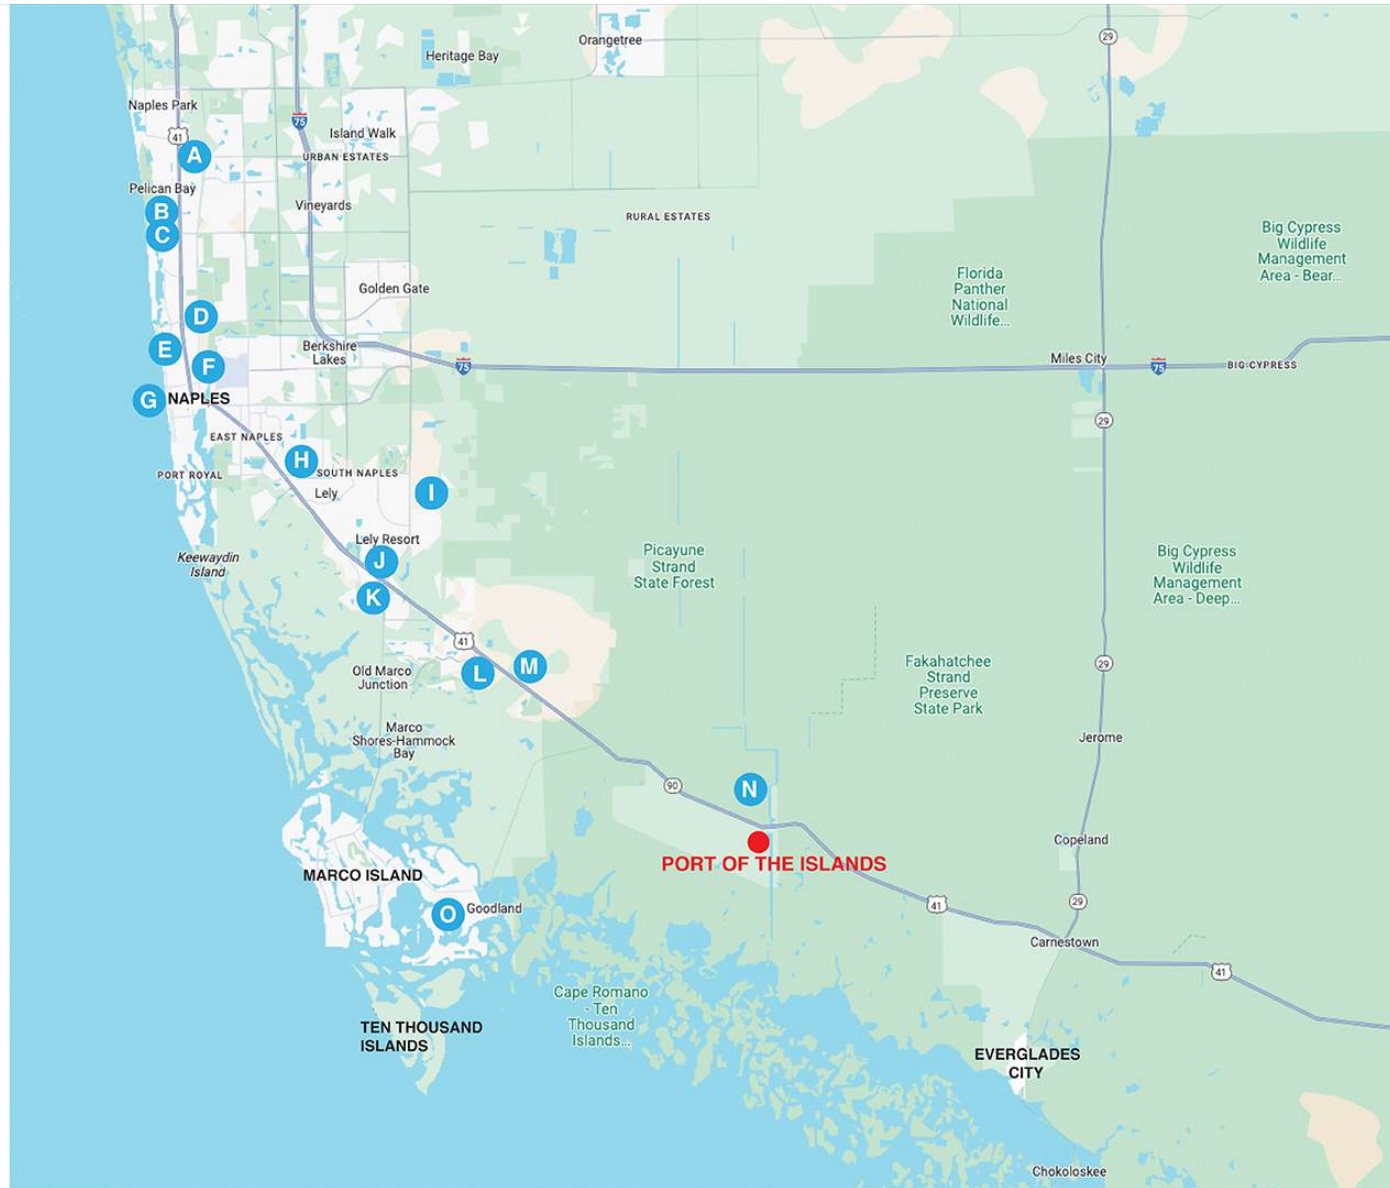 Orangetree
29
Heritage Bay
Naples Park
75
41
Island Walk
A
URBAN ESTATES
Pelican Bay
Vineyards
B
RURAL ESTATES
C
Big Cypress
Wildlife
Management
Area - Bear...
Florida
Panther
National
Wildlife...
Golden Gate
D
E
Berkshire
Lakes
F
75
Miles City
75
BIG CYPRESS
G
NAPLES
29
EAST NAPLES
H
SOUTH NAPLES
PORT ROYAL
Lely
I
Lely Resort
J
Keewaydin
Island
Picayune
Strand
State Forest
Big Cypress
Wildlife
Management
Area - Deep...
K
41
L
M
Old Marco
Junction
Fakahatchee
Strand
Preserve
State Park
29
Marco
Shores-Hammock
Bay
Jerome
90
N
Copeland
PORT OF THE ISLANDS
MARCO ISLAND
O
Goodland
41
29
Carnestown
41
Cape Romano
- Ten
Thousand
Islands...
TEN THOUSAND
ISLANDS
EVERGLADES
CITY
Chokoloskee